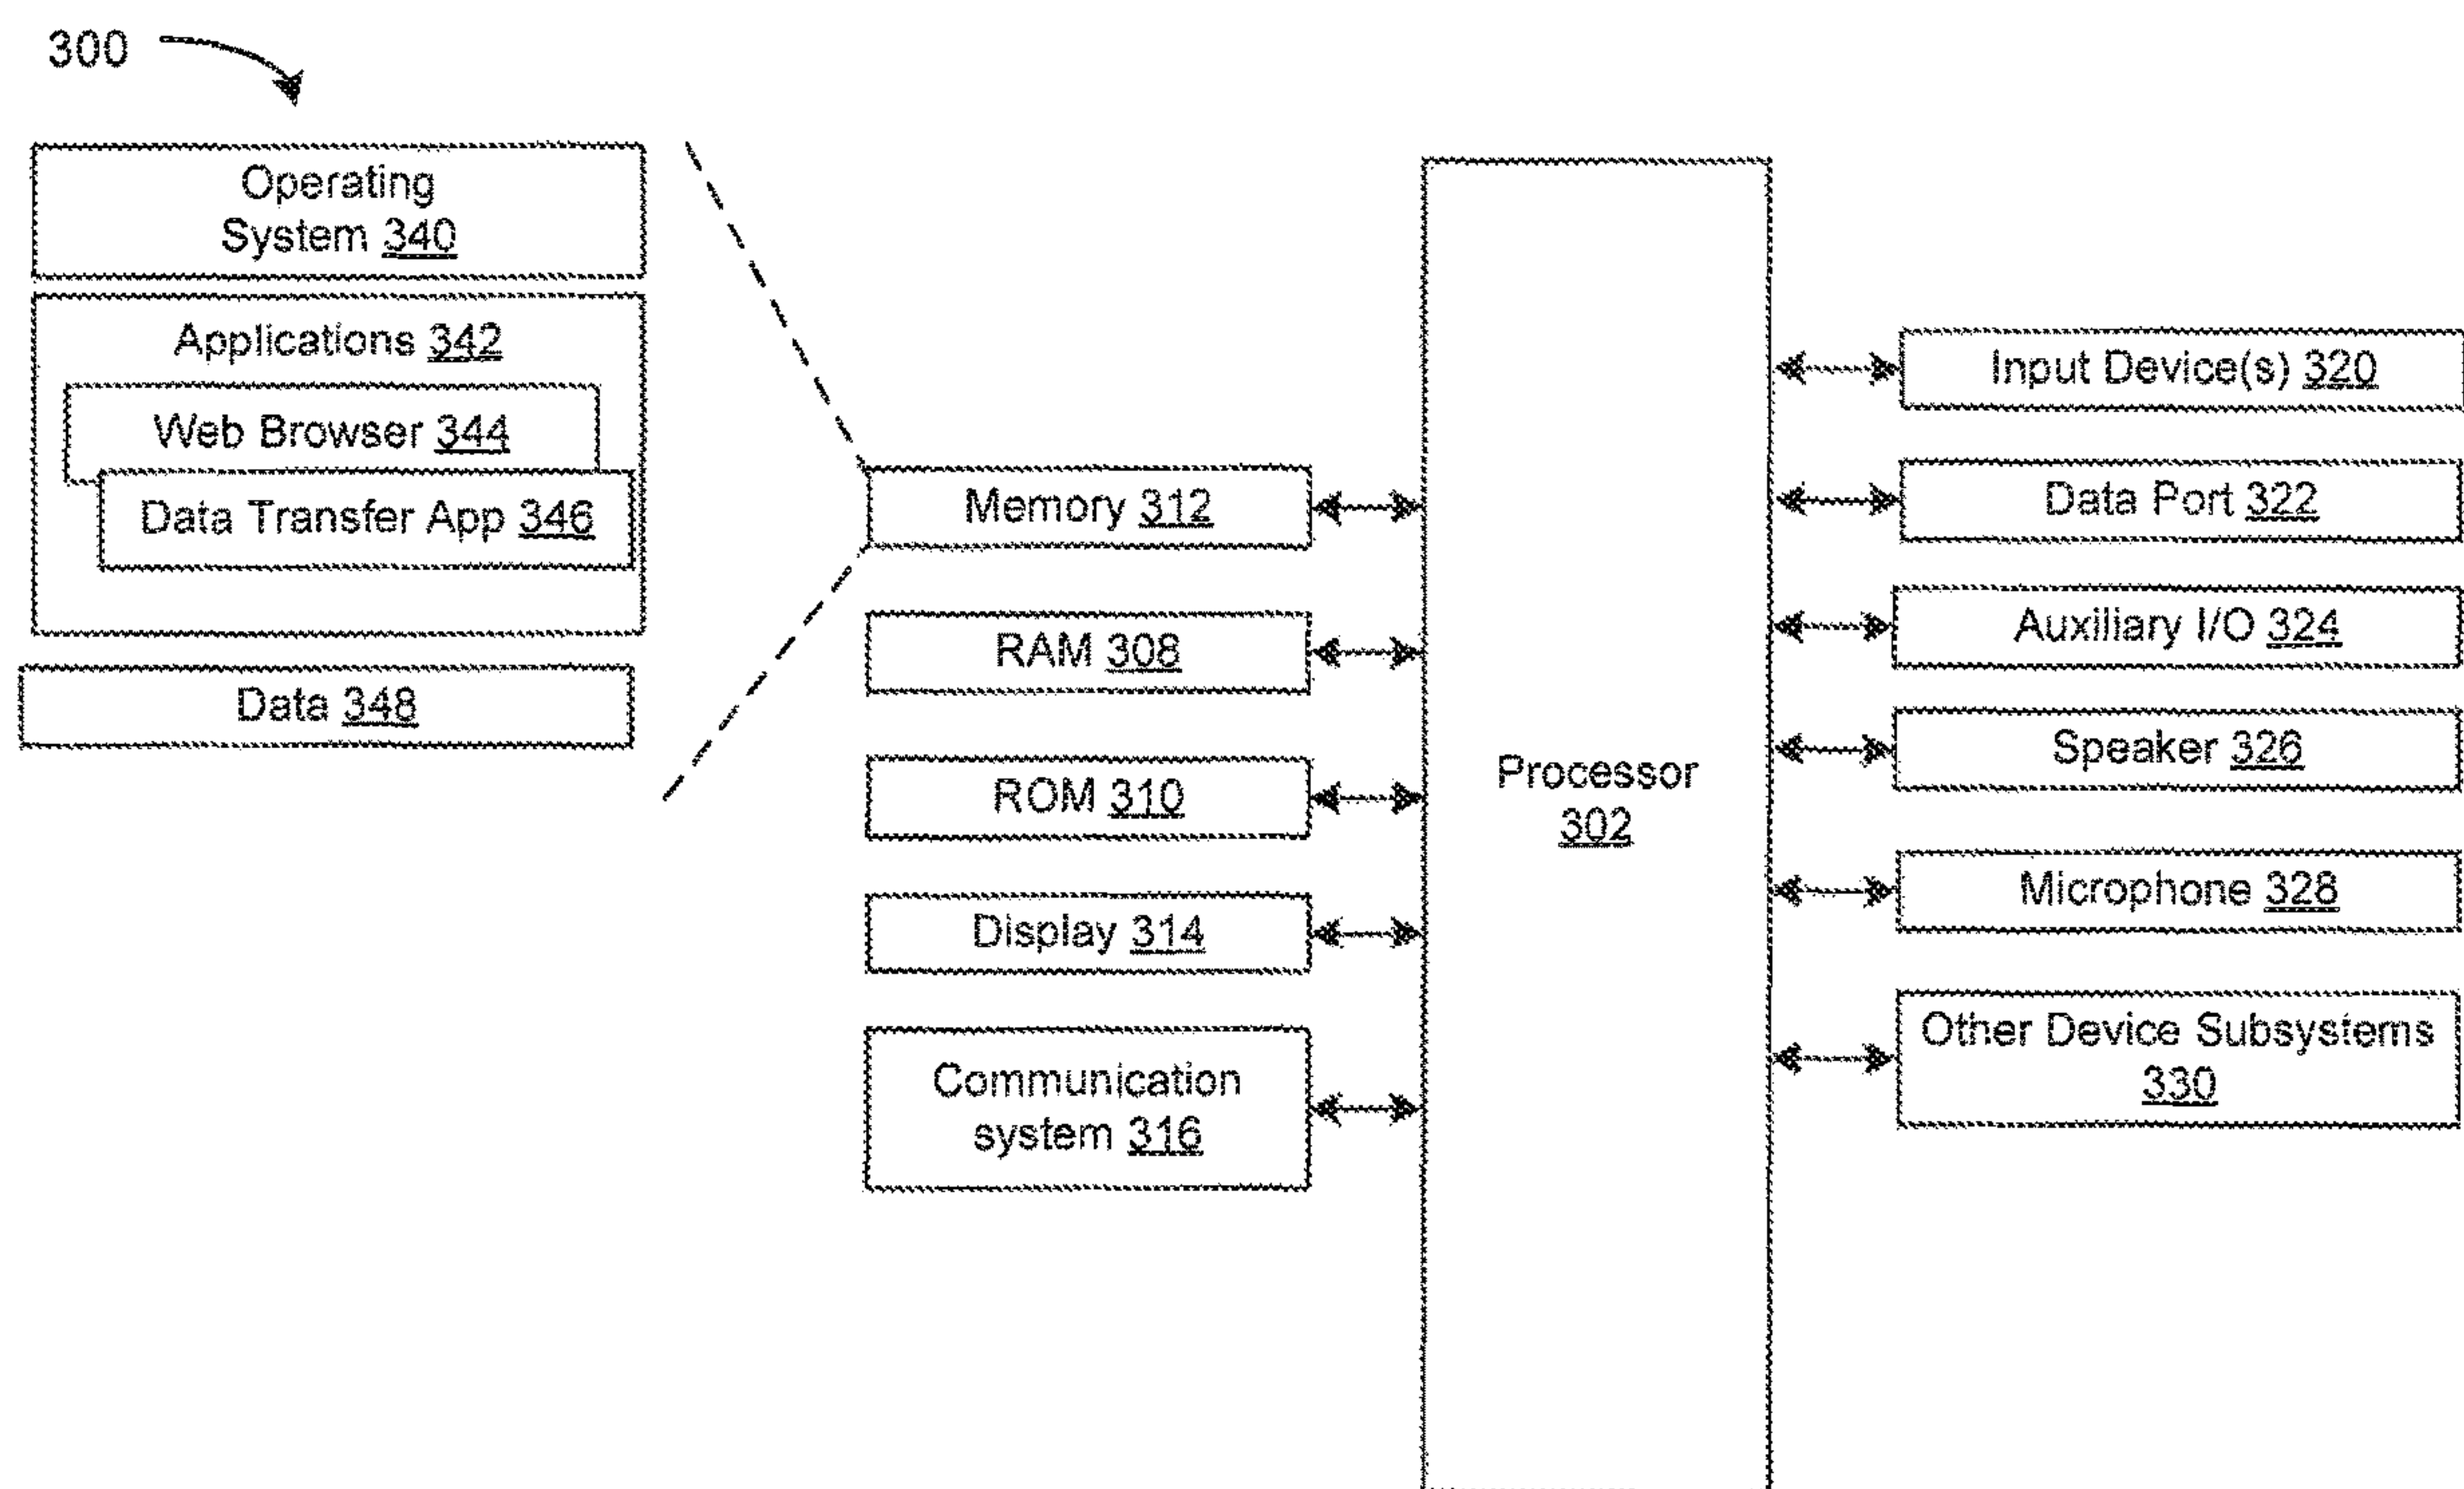 300
Operating
System 340
Applications 342
Web Browser 344
Data Transfer App 346
Data 348
Memory 312
RAM 308
ROM 310
Display 314
Communication
system 316
Processor
302
Input Device(s) 320
Data Port 322
Auxiliary I/O 324
Speaker 326
Microphone 328
Other Device Subsystems
330